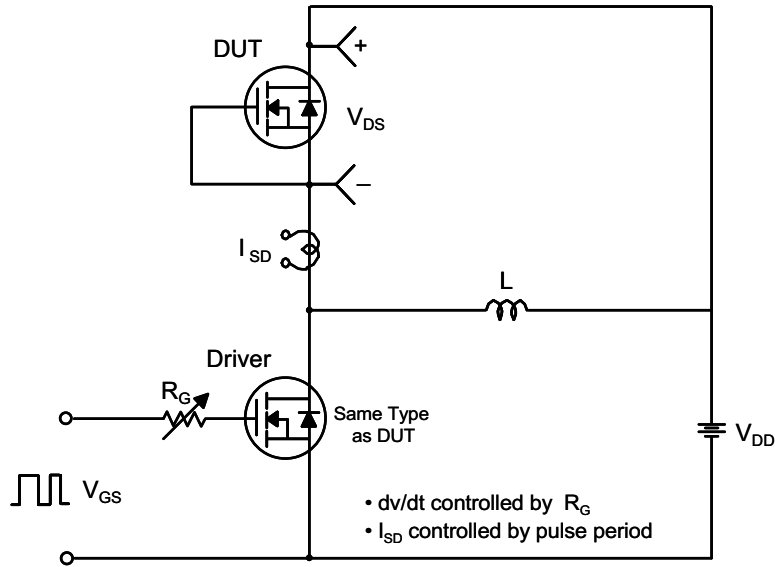 DUT
+
VDS
–
ISD
L
Driver
RG
Same Type
as DUT
VDD
VGS
• dv/dt controlled by RG
• ISD controlled by pulse period